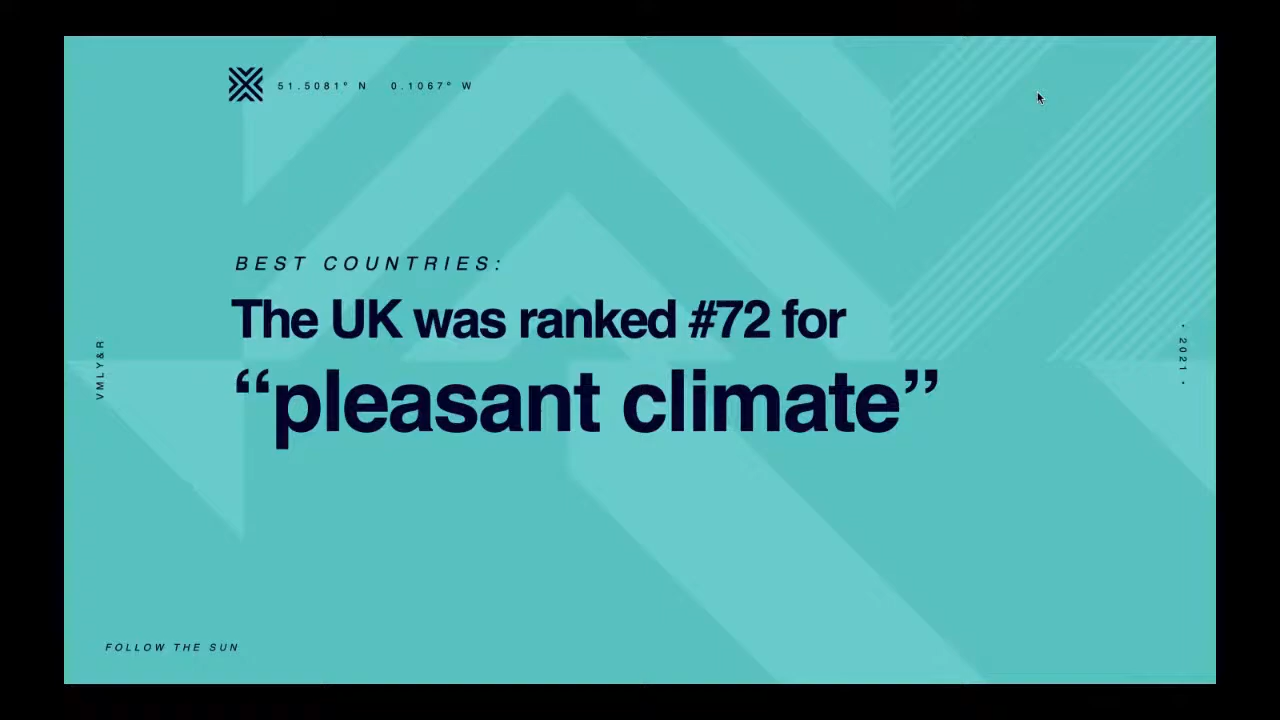 51.5081° N 0.1067° W
BEST COUNTRIES:
The UK was ranked #72 for
“pleasant climate”
VMLY&R
• 2021 •
FOLLOW THE SUN